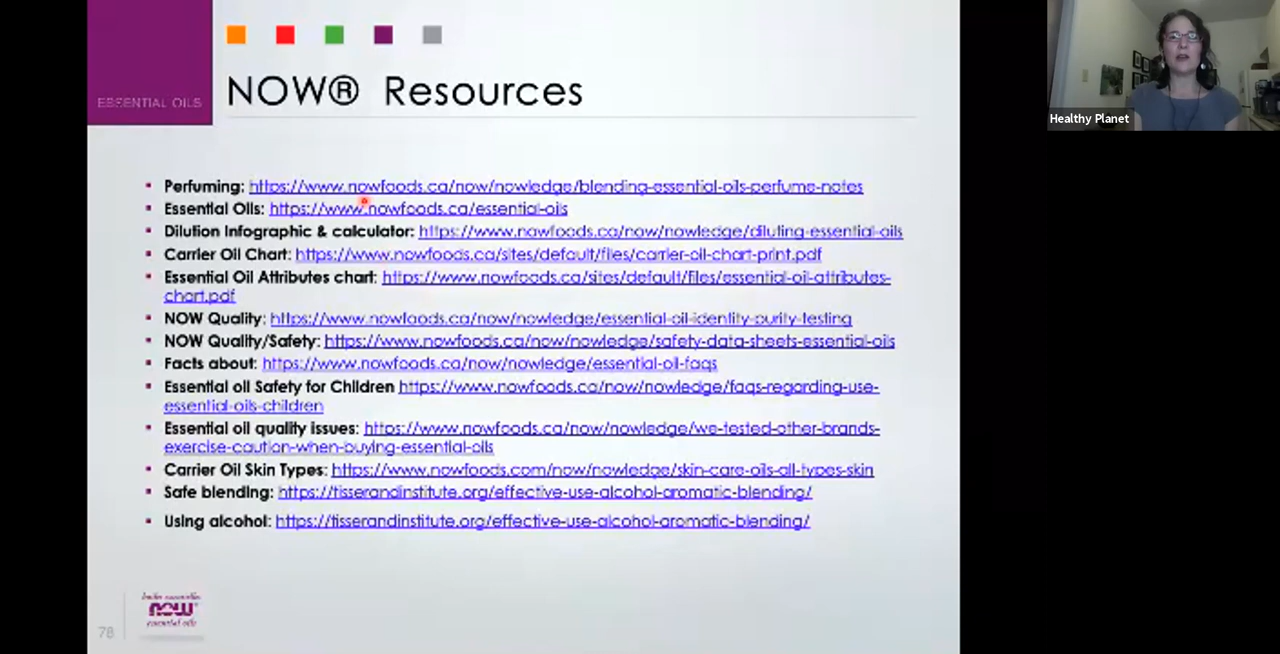 ESSENTIAL OILS
NOW® Resources
Healthy Planet
▪ Perfuming: https://www.nowfoods.ca/now/nowledge/blending-essential-oils-perfume-notes
▪ Essential Oils: https://www.nowfoods.ca/essential-oils
▪ Dilution Infographic & calculator: https://www.nowfoods.ca/now/nowledge/diluting-essential-oils
▪ Carrier Oil Chart: https://www.nowfoods.ca/sites/default/files/carrier-oil-chart-print.pdf
▪ Essential Oil Attributes chart: https://www.nowfoods.ca/sites/default/files/essential-oil-attributes-
chart.pdf
▪ NOW Quality: https://www.nowfoods.ca/now/nowledge/essential-oil-identity-purity-testing
▪ NOW Quality/Safety: https://www.nowfoods.ca/now/nowledge/safety-data-sheets-essential-oils
▪ Facts about: https://www.nowfoods.ca/now/nowledge/essential-oil-faqs
▪ Essential oil Safety for Children https://www.nowfoods.ca/now/nowledge/faqs-regarding-use-
essential-oils-children
▪ Essential oil quality issues: https://www.nowfoods.ca/now/nowledge/we-tested-other-brands-
exercise-caution-when-buying-essential-oils
▪ Carrier Oil Skin Types: https://www.nowfoods.com/now/nowledge/skin-care-oils-all-types-skin
▪ Safe blending: https://tisserandinstitute.org/effective-use-alcohol-aromatic-blending/
▪ Using alcohol: https://tisserandinstitute.org/effective-use-alcohol-aromatic-blending/
now
essential oils
78